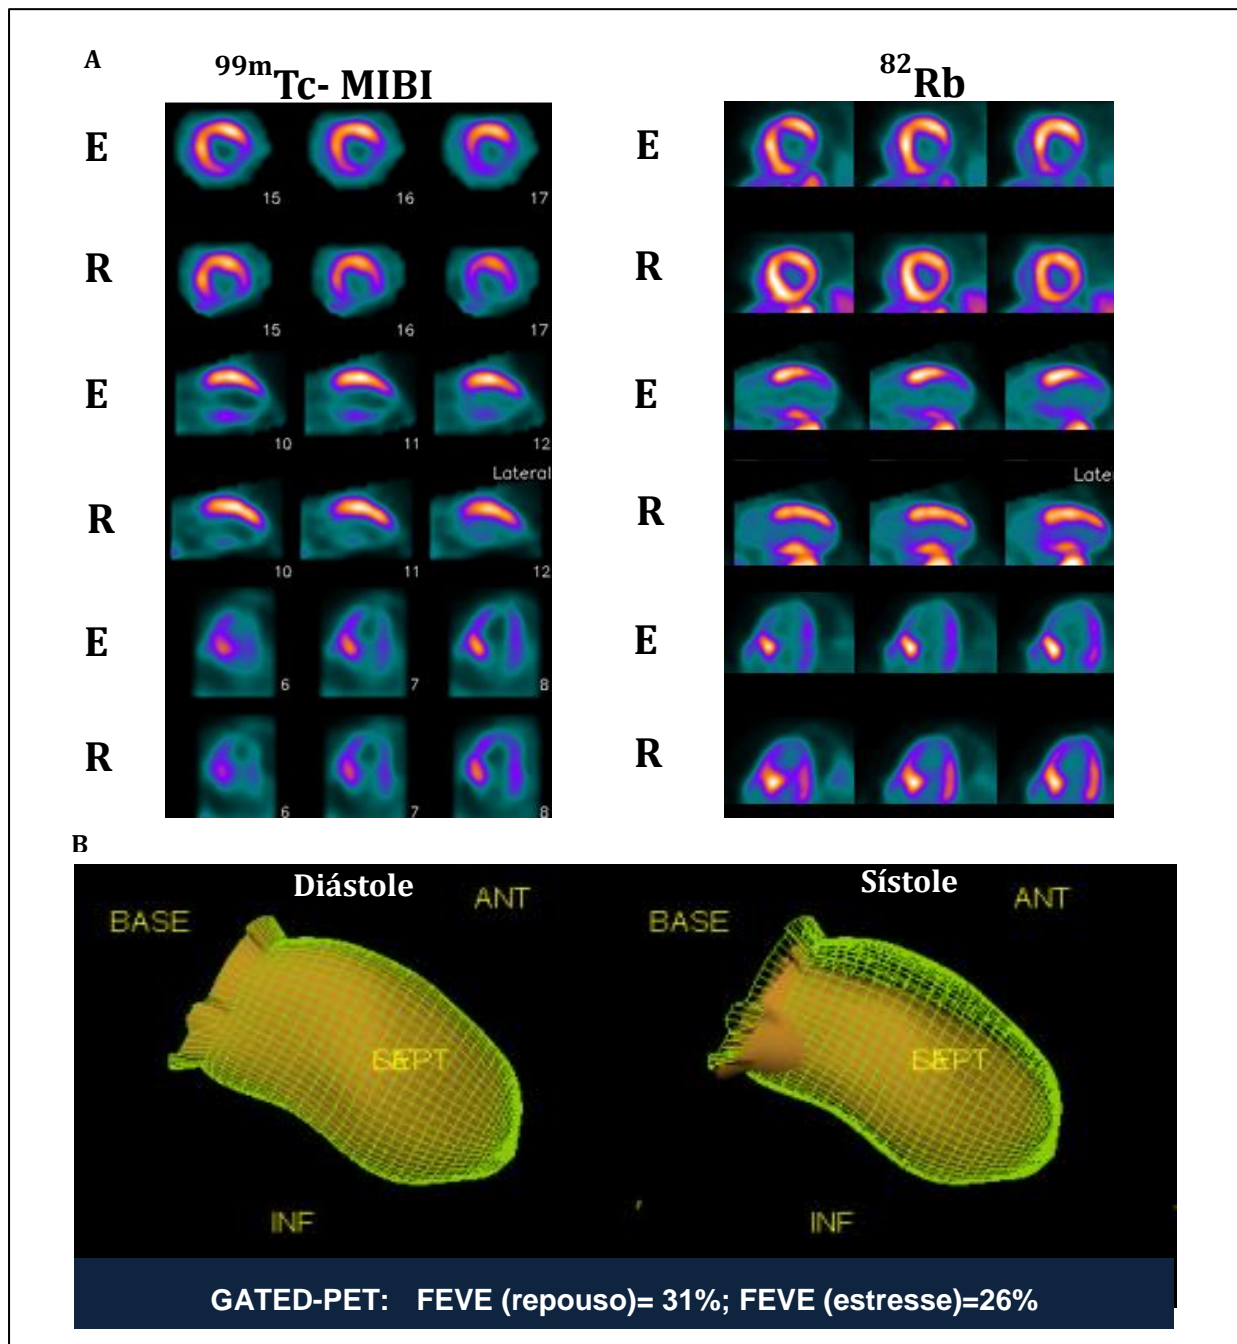 A
99mTc- MIBI
82Rb
E
E
15 16 17
R
R
15 16 17
E
E
10 11 12
Lateral
Later
R
R
10 11 12
E
E
6 7 8
R
R
6 7 8
B
Diástole
Sístole
BASE ANT
BASE ANT
SEPT
SEPT
INF
INF
GATED-PET: FEVE (repouso)= 31%; FEVE (estresse)=26%